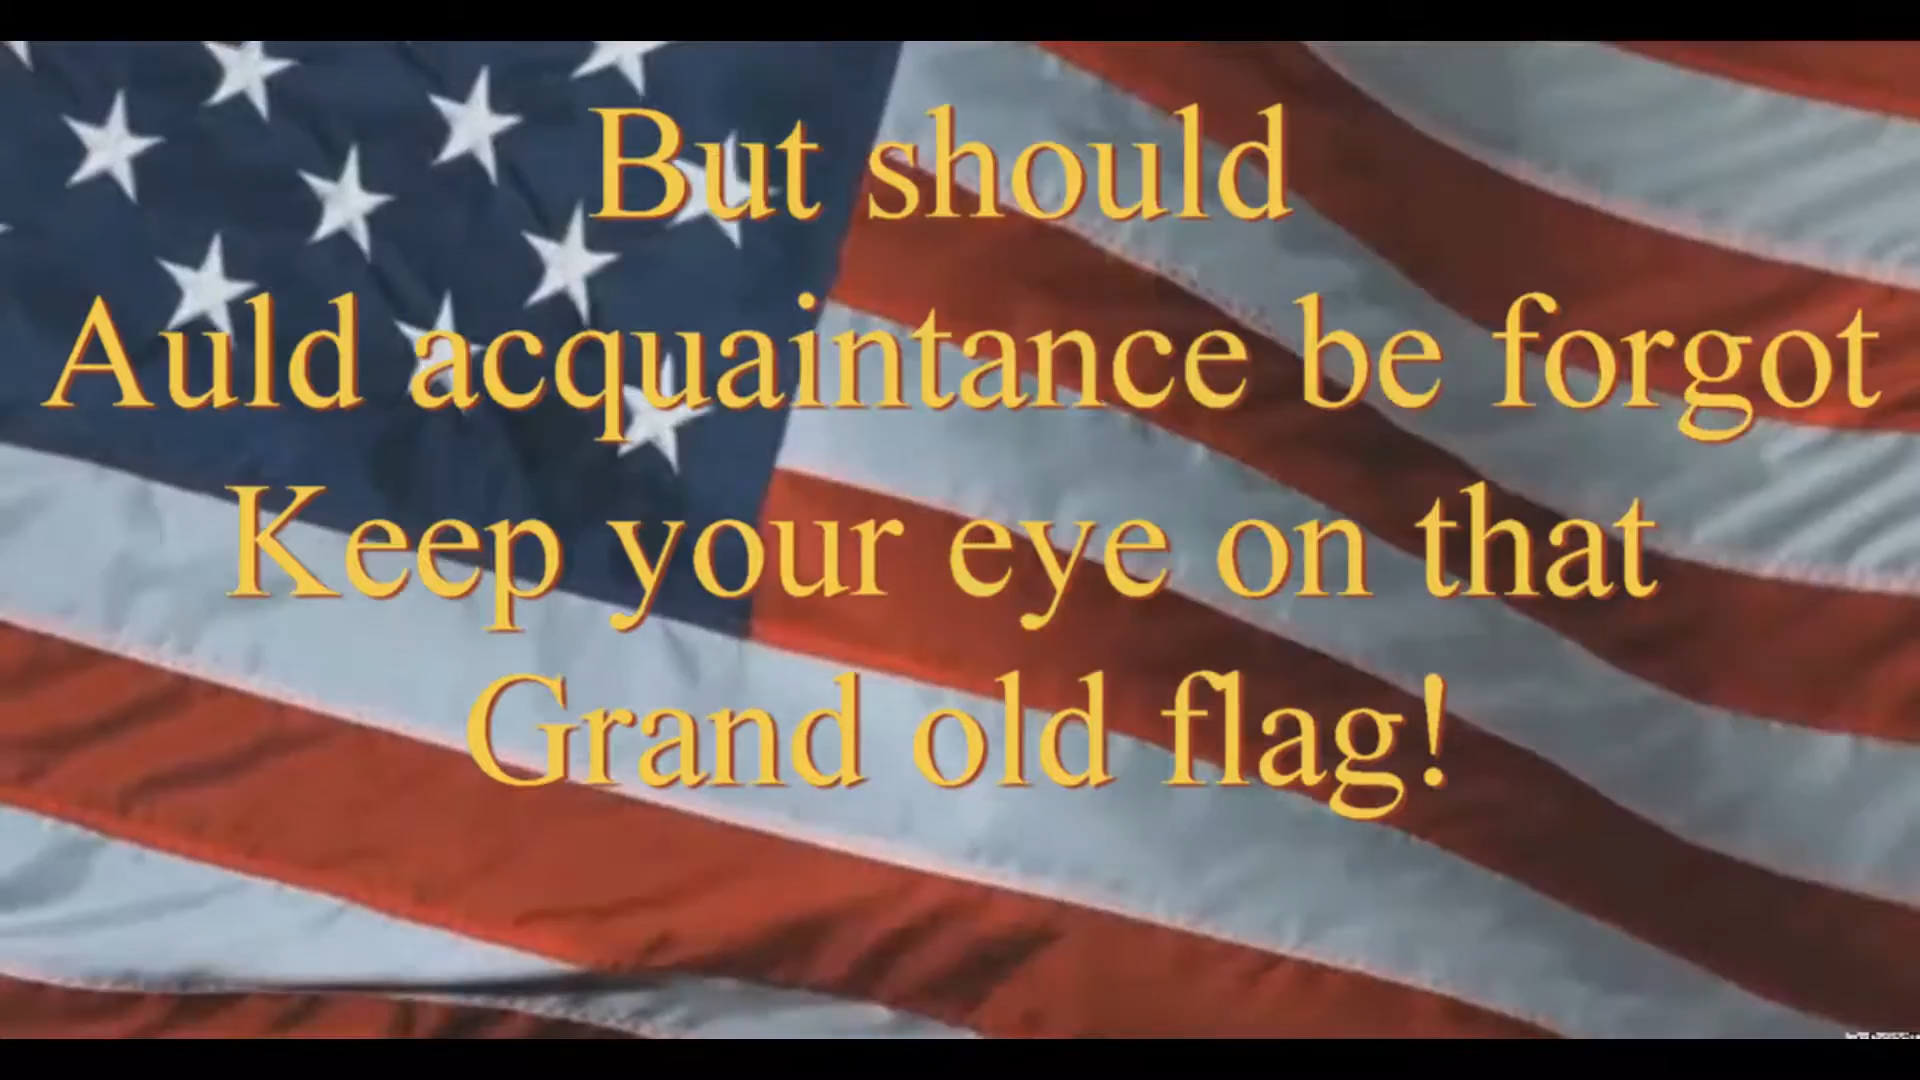 But should
Auld acquaintance be forgot
Keep your eye on that
Grand old flag!